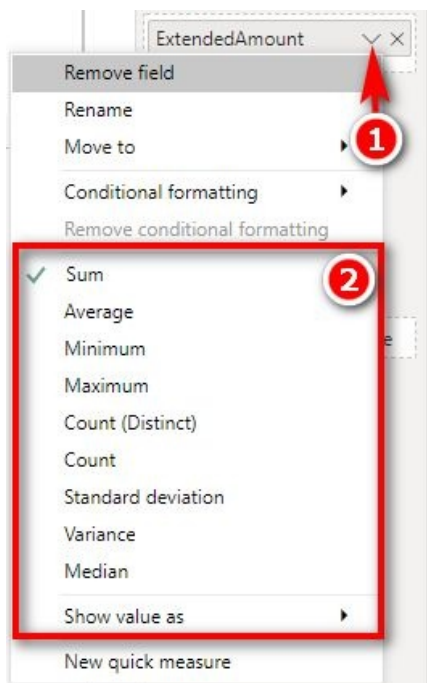 ExtendedAmount
Remove field
Rename
Move to
1
Conditional formatting
Remove conditional formatting
Sum
2
Average
Minimum
e
Maximum
Count (Distinct)
Count
Standard deviation
Variance
Median
Show value as
New quick measure